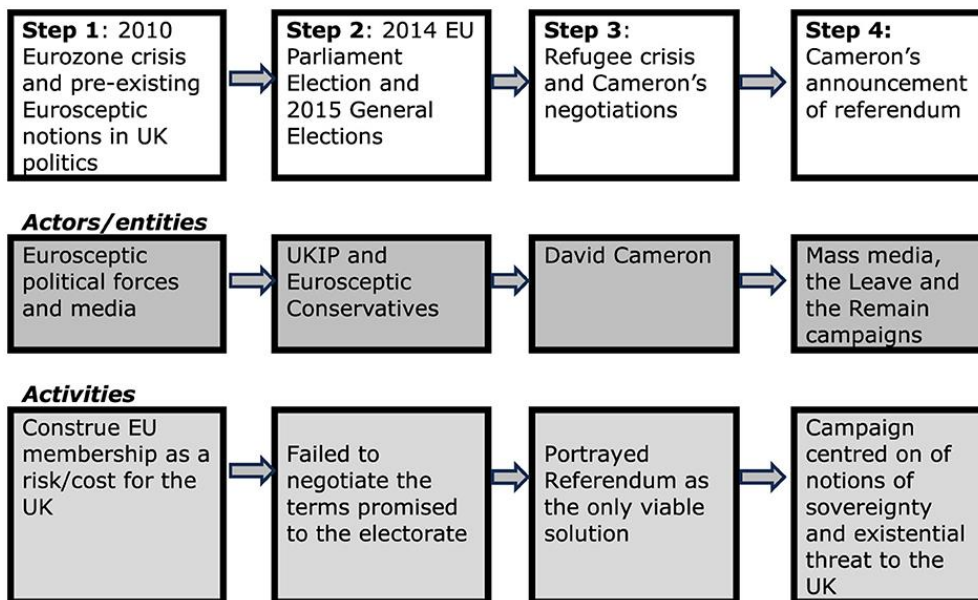 Step 1: 2010
Eurozone crisis
and pre-existing
Eurosceptic
notions in UK
politics
Step 2: 2014 EU
Parliament
Election and
2015 General
Elections
Step 3:
Refugee crisis
and Cameron’s
negotiations
Step 4:
Cameron’s
announcement
of referendum
Actors/entities
Eurosceptic
political forces
and media
UKIP and
Eurosceptic
Conservatives
David Cameron
Mass media,
the Leave and
the Remain
campaigns
Activities
Construe EU
membership as a
risk/cost for the
UK
Failed to
negotiate the
terms promised
to the electorate
Portrayed
Referendum as
the only viable
solution
Campaign
centred on of
notions of
sovereignty
and existential
threat to the
UK